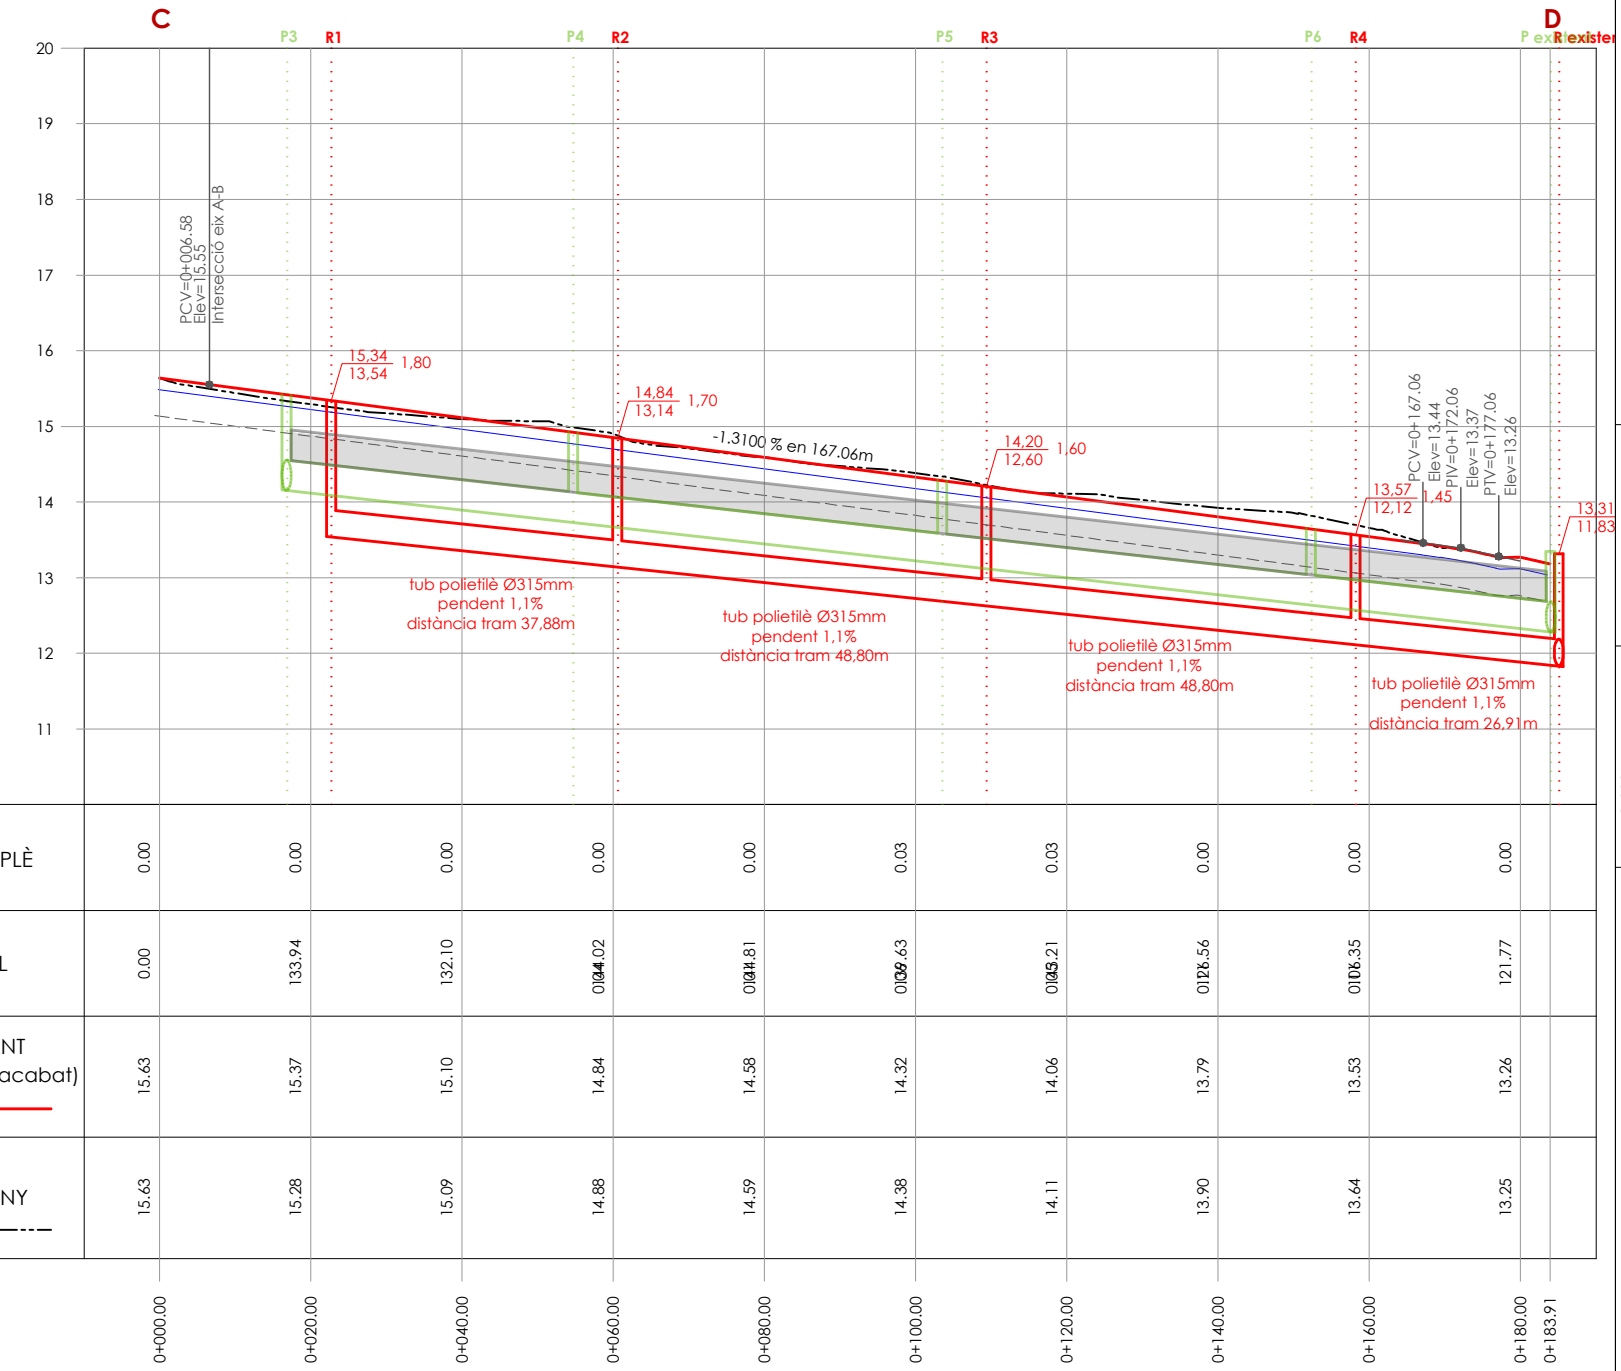 C
D
P3
R1
P4
R2
P5
R3
P6
R4
P
R existen
20
19
18
17
16
15
14
13
12
11
PCV=0+006.58
Elev=15.55
Intersecció eix A-B
15,34
13,54
1,80
14,84
13,14
1,70
-1.3100 % en 167.06m
14,20
12,60
1,60
13,57
12,12
1,45
PCV=0+167.06
Elev=13.44
PIV=0+172.06
Elev=13.37
PTV=0+177.06
Elev=13.26
13,31
11,83
tub polietilè Ø315mm
pendent 1,1%
distància tram 37,88m
tub polietilè Ø315mm
pendent 1,1%
distància tram 48,80m
tub polietilè Ø315mm
pendent 1,1%
distància tram 48,80m
tub polietilè Ø315mm
pendent 1,1%
distància tram 26,91m
PLÈ
0.00 0.00 0.00 0.00 0.00 0.03 0.03 0.00 0.00 0.00
L
0.00 133.94 132.10 121.77
NT
acabat)
15.63 15.37 15.10 14.84 14.58 14.32 14.06 13.79 13.53 13.26
NY
15.63 15.28 15.09 14.88 14.59 14.38 14.11 13.90 13.64 13.25
0+000.00 0+020.00 0+040.00 0+060.00 0+080.00 0+100.00 0+120.00 0+140.00 0+160.00 0+180.00 0+183.91